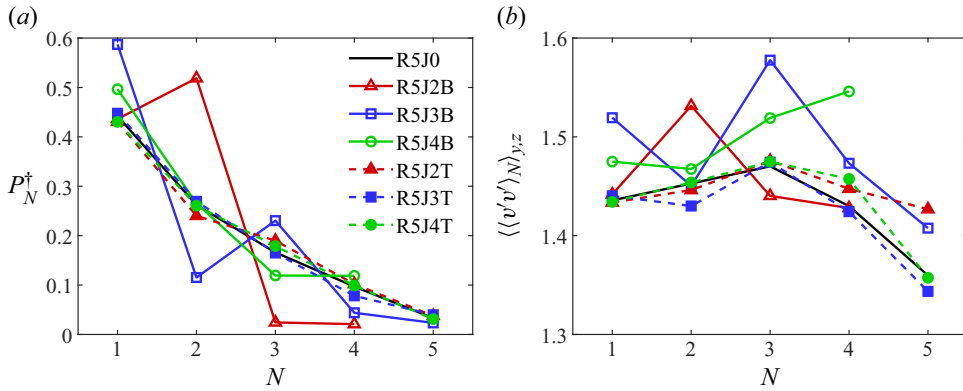 (a)
(b)
0.6
0.5
0.4
0.3
0.2
0.1
0
P†N
1 2 3 4 5
N
R5J0
R5J2B
R5J3B
R5J4B
R5J2T
R5J3T
R5J4T
1.6
1.5
1.4
1.3
⟨⟨v′v′⟩N⟩y,z
1 2 3 4 5
N